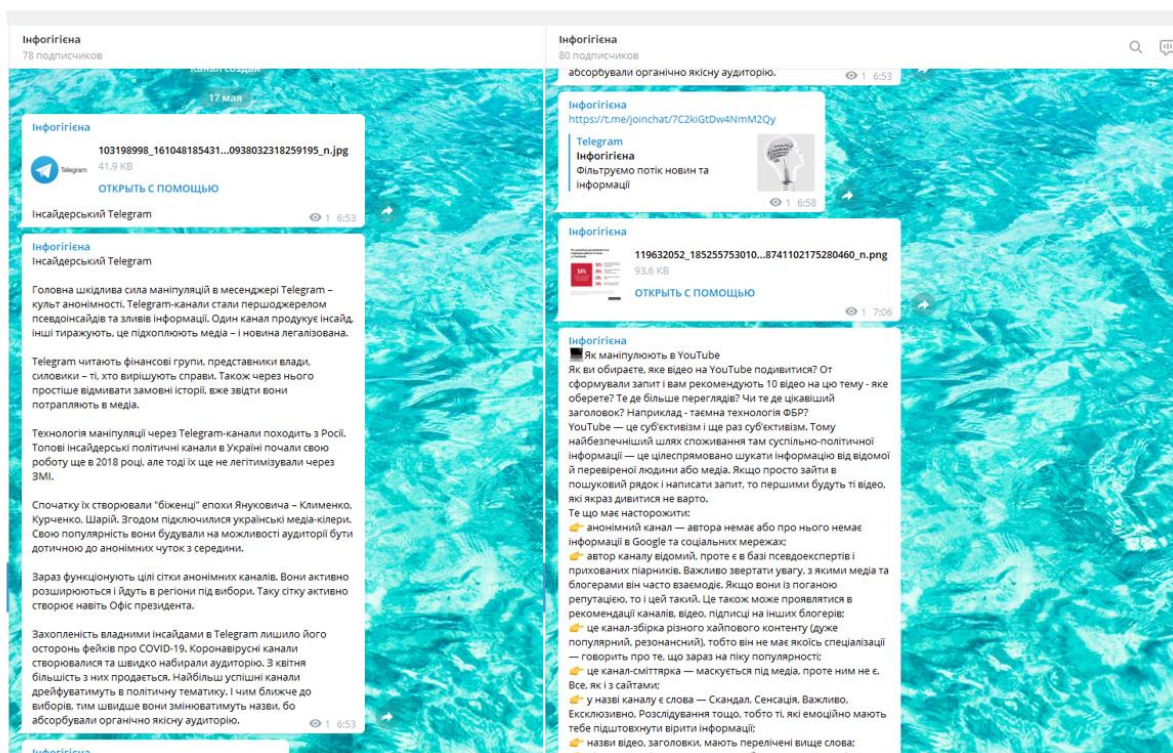 Інфогігієна
78 подписчиков
Канал создан
17 мая
Інфогігієна
103198998_161048185431...0938032318259195_n.jpg
Telegram
41.9 KB
ОТКРЫТЬ С ПОМОЩЬЮ
Інсайдерський Telegram
1 6:53
Інфогігієна
Інсайдерський Telegram
Головна шкідлива сила маніпуляцій в месенджері Telegram –
культ анонімності. Telegram-канали стали першоджерелом
псевдоінсайдів та зливів інформації. Один канал продукує інсайд,
інші тиражують, це підхоплюють медіа – і новина легалізована.
Telegram читають фінансові групи, представники влади,
силовики – ті, хто вирішують справи. Також через нього
простіше відмивати замовні історії, вже звідти вони
потрапляють в медіа.
Технологія маніпуляції через Telegram-канали походить з Росії.
Топові інсайдерські політичні канали в Україні почали свою
роботу ще в 2018 році, але тоді їх ще не легітимізували через
ЗМІ.
Спочатку їх створювали "біженці" епохи Януковича – Клименко,
Курченко, Шарій. Згодом підключилися українські медіа-кілери.
Свою популярність вони будували на можливості аудиторії бути
дотичною до анонімних чуток з середини.
Зараз функціонують цілі сітки анонімних каналів. Вони активно
розширюються і йдуть в регіони під вибори. Таку сітку активно
створює навіть Офіс президента.
Захопленість владними інсайдами в Telegram лишило його
осторонь фейків про COVID-19. Коронавірусні канали
створювалися та швидко набирали аудиторію. З квітня
більшість з них продається. Найбільш успішні канали
дрейфуватимуть в політичну тематику. І чим ближче до
виборів, тим швидше вони змінюватимуть назви, бо
абсорбували органічно якісну аудиторію.
1 6:53
Інфогігієна
Інфогігієна
80 подписчиков
абсорбували органічно якісну аудиторію.
1 6:53
Інфогігієна
https://t.me/joinchat/7C2kiGtDw4NmM2Qy
Telegram
Інфогігієна
Фільтруємо потік новин та
інформації
1 6:58
Інфогігієна
119632052_185255753010...8741102175280460_n.png
93.6 KB
ОТКРЫТЬ С ПОМОЩЬЮ
1 7:06
Інфогігієна
Як маніпулюють в YouTube
Як ви обираєте, яке відео на YouTube подивитися? От
сформували запит і вам рекомендують 10 відео на цю тему - яке
оберете? Те де більше переглядів? Чи те де цікавіший
заголовок? Наприклад - таємна технологія ФБР?
YouTube — це суб'єктивізм і ще раз суб'єктивізм. Тому
найбезпечніший шлях споживання там суспільно-політичної
інформації — це цілеспрямовано шукати інформацію від відомої
й перевіреної людини або медіа. Якщо просто зайти в
пошуковий рядок і написати запит, то першими будуть ті відео,
які якраз дивитися не варто.
Те що має насторожити:
👉 анонімний канал — автора немає або про нього немає
інформації в Google та соціальних мережах;
👉 автор каналу відомий, проте є в базі псевдоекспертів і
прихованих піарників. Важливо звертати увагу, з якими медіа та
блогерами він часто взаємодіє. Якщо вони із поганою
репутацією, то і цей такий. Це також може проявлятися в
рекомендації каналів, відео, підписці на інших блогерів;
👉 це канал-збірка різного хайпового контенту (дуже
популярний, резонансний), тобто він не має якоїсь спеціалізації
— говорить про те, що зараз на піку популярності;
👉 це канал-сміттярка — маскується під медіа, проте ним не є.
Все, як і з сайтами;
👉 у назві каналу є слова — Скандал, Сенсація, Важливо,
Ексклюзивно, Розслідування тощо, тобто ті, які емоційно мають
тебе підштовхнути вірити інформації;
👉 назви відео, заголовки, мають перелічені вище слова;